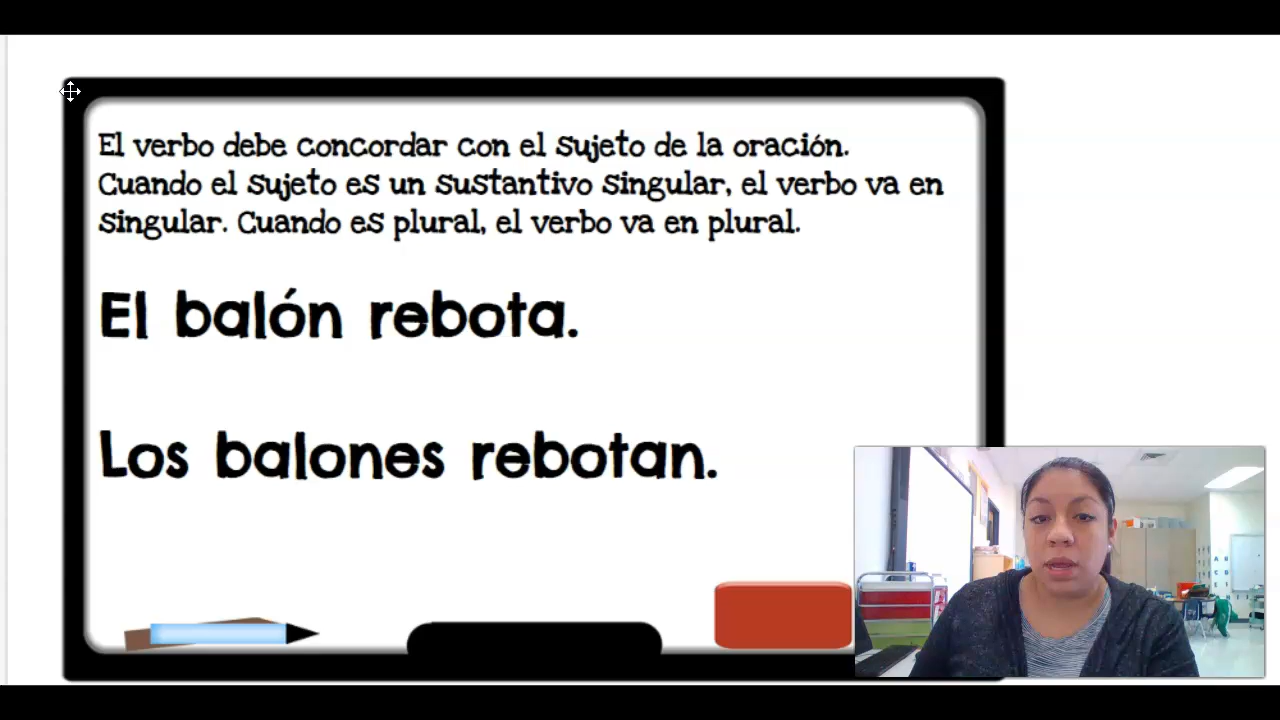 El verbo debe concordar con el sujeto de la oración.
Cuando el sujeto es un sustantivo singular, el verbo va en
singular. Cuando es plural, el verbo va en plural.
El balón rebota.
Los balones rebotan.